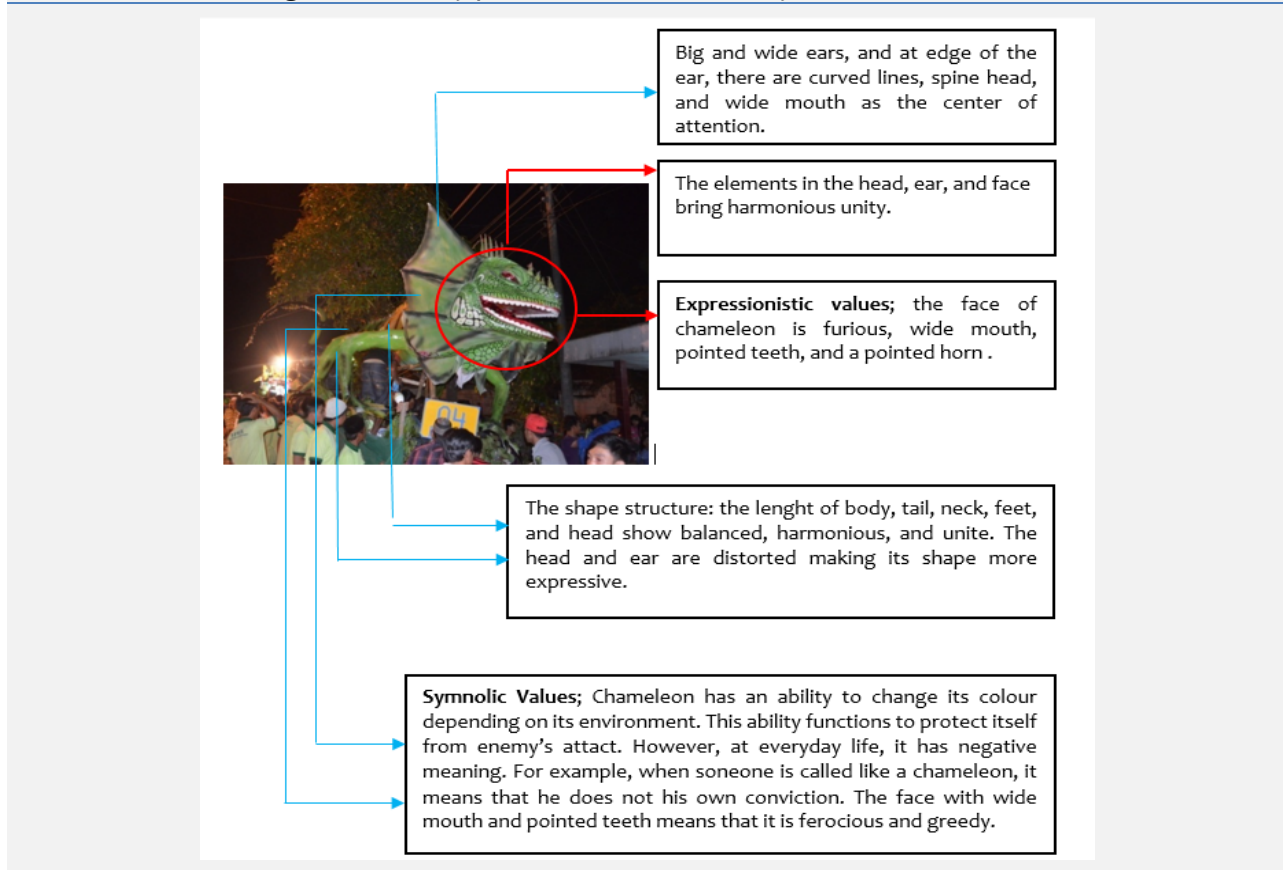 Big and wide ears, and at edge of the
ear, there are curved lines, spine head,
and wide mouth as the center of
attention.
The elements in the head, ear, and face
bring harmonious unity.
Expressionistic values; the face of
chameleon is furious, wide mouth,
pointed teeth, and a pointed horn .
04
The shape structure: the lenght of body, tail, neck, feet,
and head show balanced, harmonious, and unite. The
head and ear are distorted making its shape more
expressive.
Symnolic Values; Chameleon has an ability to change its colour
depending on its environment. This ability functions to protect itself
from enemy's attact. However, at everyday life, it has negative
meaning. For example, when soneone is called like a chameleon, it
means that he does not his own conviction. The face with wide
mouth and pointed teeth means that it is ferocious and greedy.